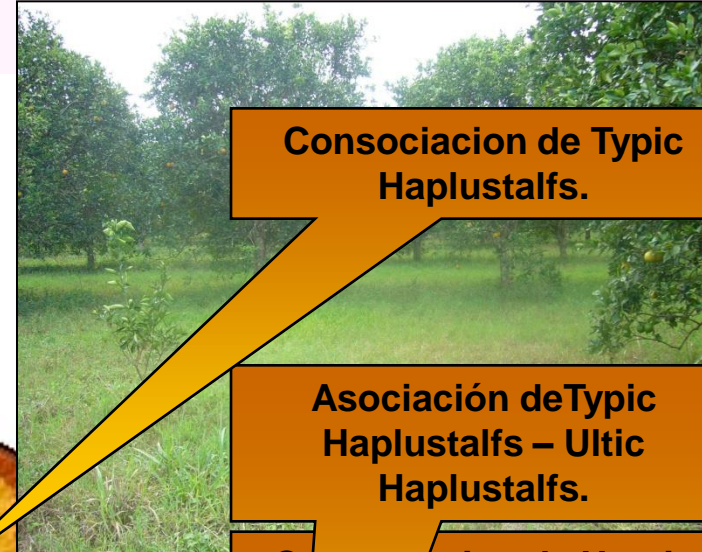 Consociacion de Typic
Haplustalfs.
Asociación deTypic
Haplustalfs – Ultic
Haplustalfs.